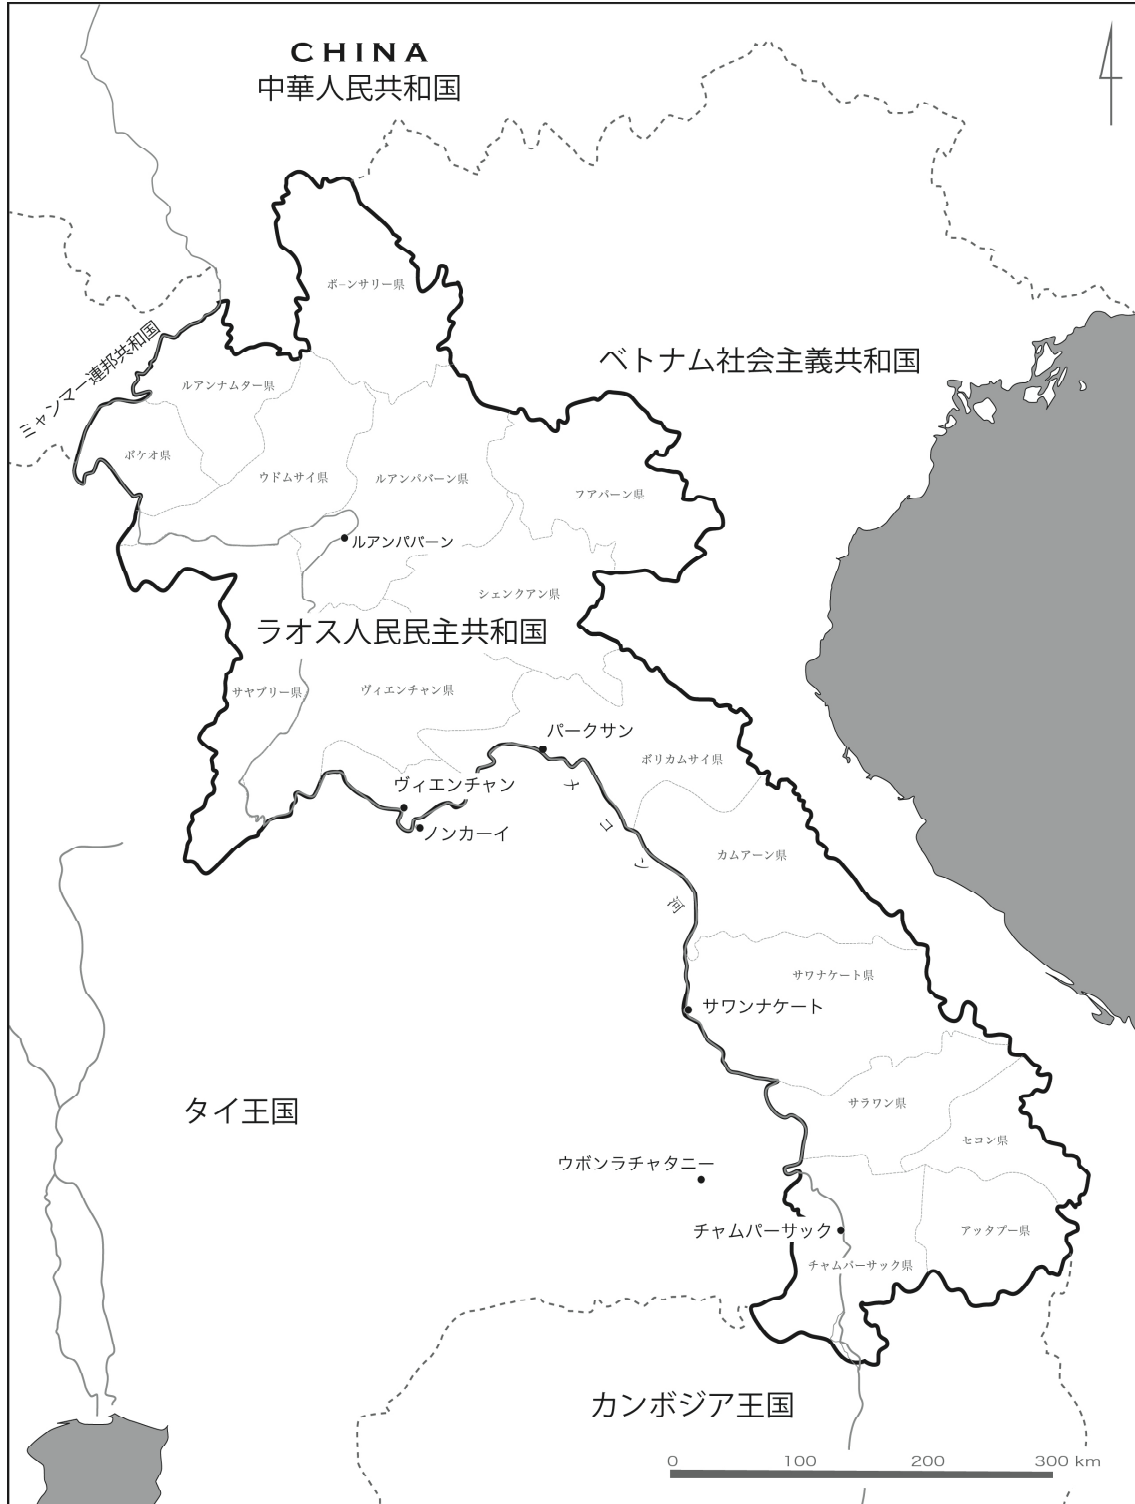 CHINA
中華人民共和国
ボーンサリー県
ミャンマー連邦共和国
ベトナム社会主義共和国
ルアンナムター県
ボケオ県
ウドムサイ県
ルアンパバーン県
フアパーン県
ルアンパバーン
シェンクアン県
ラオス人民民主共和国
サヤブリー県
ヴィエンチャン県
パークサン
ボリカムサイ県
ヴィエンチャン
ノンカーイ
メコン河
カムアーン県
サワナケート県
サワンナケート
タイ王国
サラワン県
セコン県
ウボンラチャタニー
チャムパーサック
アッタプー県
チャムパーサック県
カンボジア王国
0 100 200 300 km